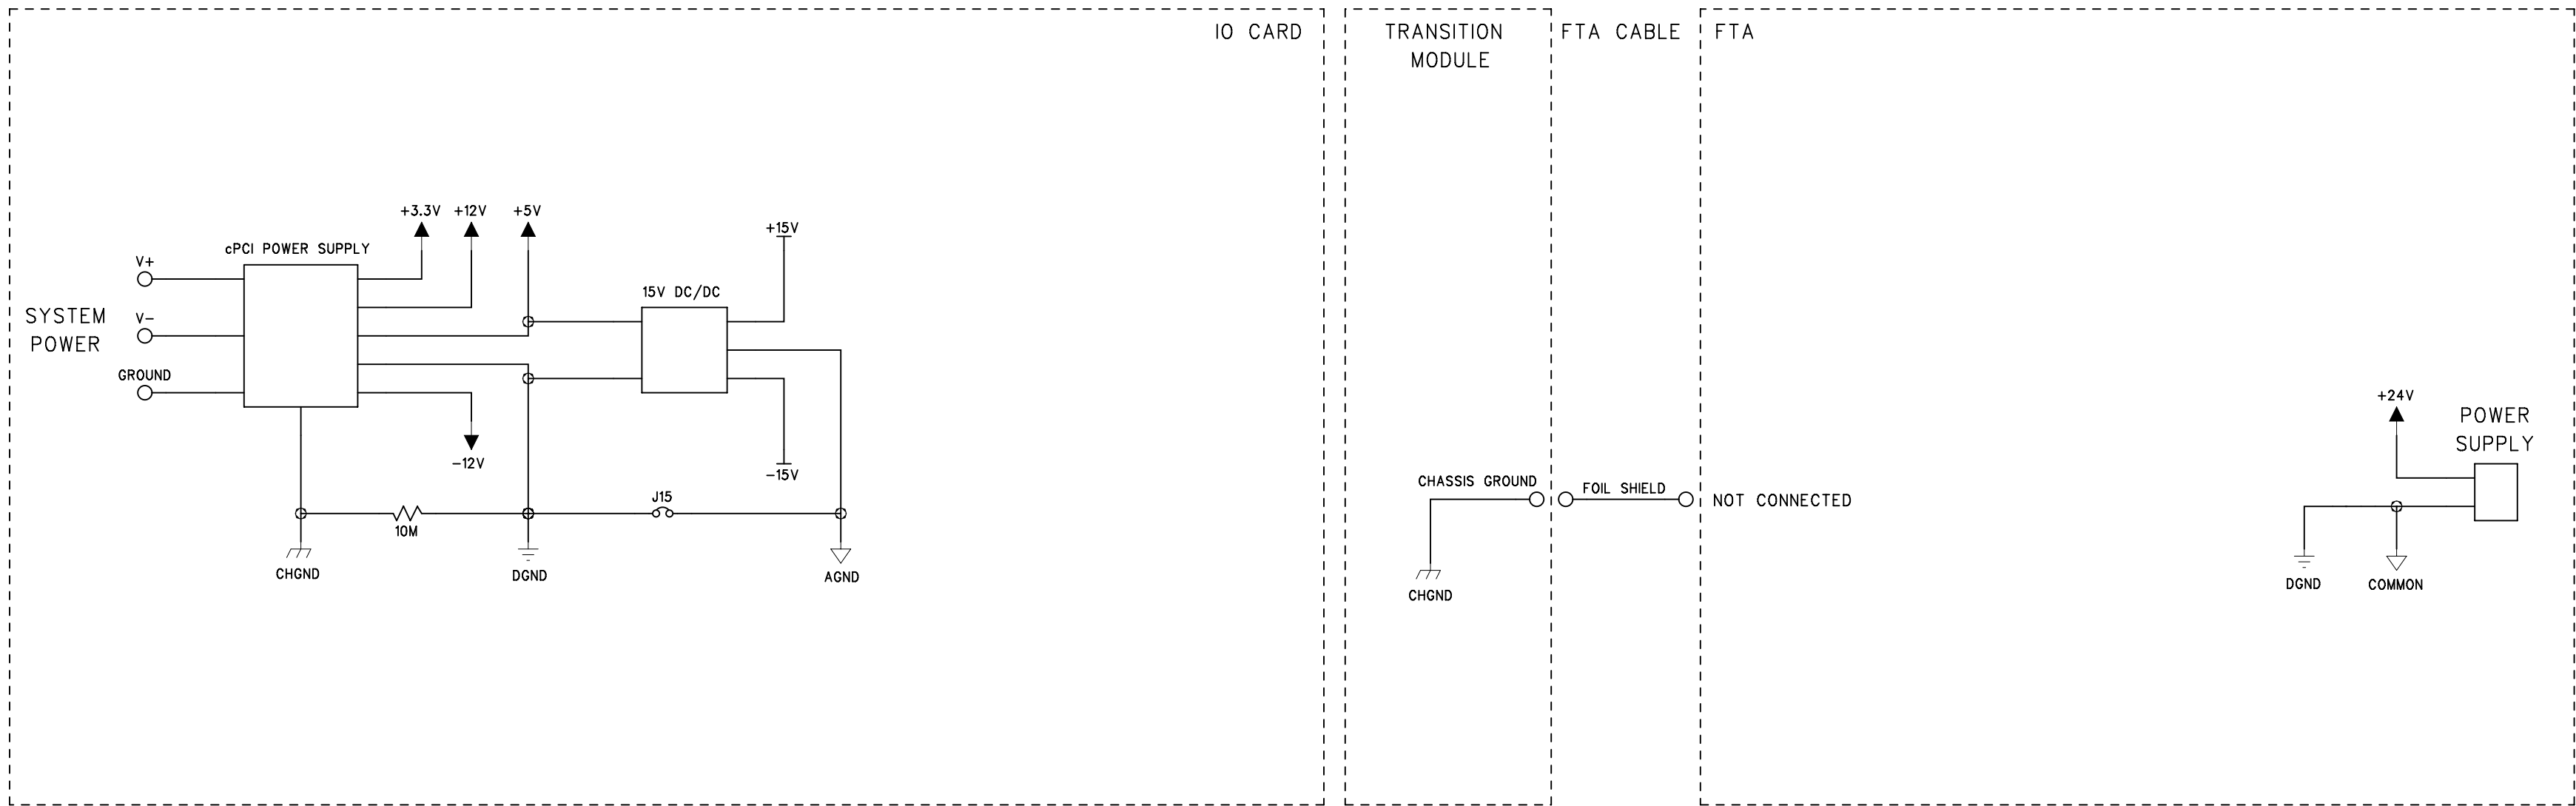 IO CARD
TRANSITION
MODULE
FTA CABLE
FTA
+3.3V
+12V
+5V
cPCI POWER SUPPLY
V+
V-
GROUND
SYSTEM
POWER
-12V
15V DC/DC
+15V
-15V
J15
10M
CHGND
DGND
AGND
CHASSIS GROUND
CHGND
FOIL SHIELD
NOT CONNECTED
+24V
POWER
SUPPLY
DGND
COMMON